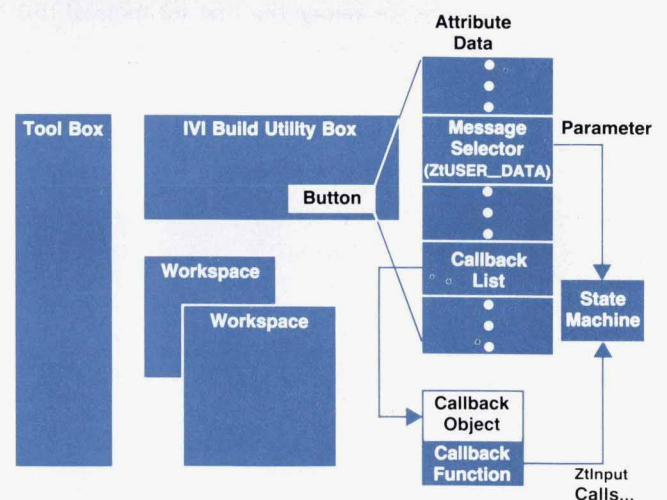 Attribute
Data
Tool Box
IVI Build Utility Box
Message
Selector
(ZtUSER__DATA)
Parameter
Button
Workspace
Workspace
Callback
List
State
Machine
Callback
Object
Callback
Function
ZtInput
Calls...